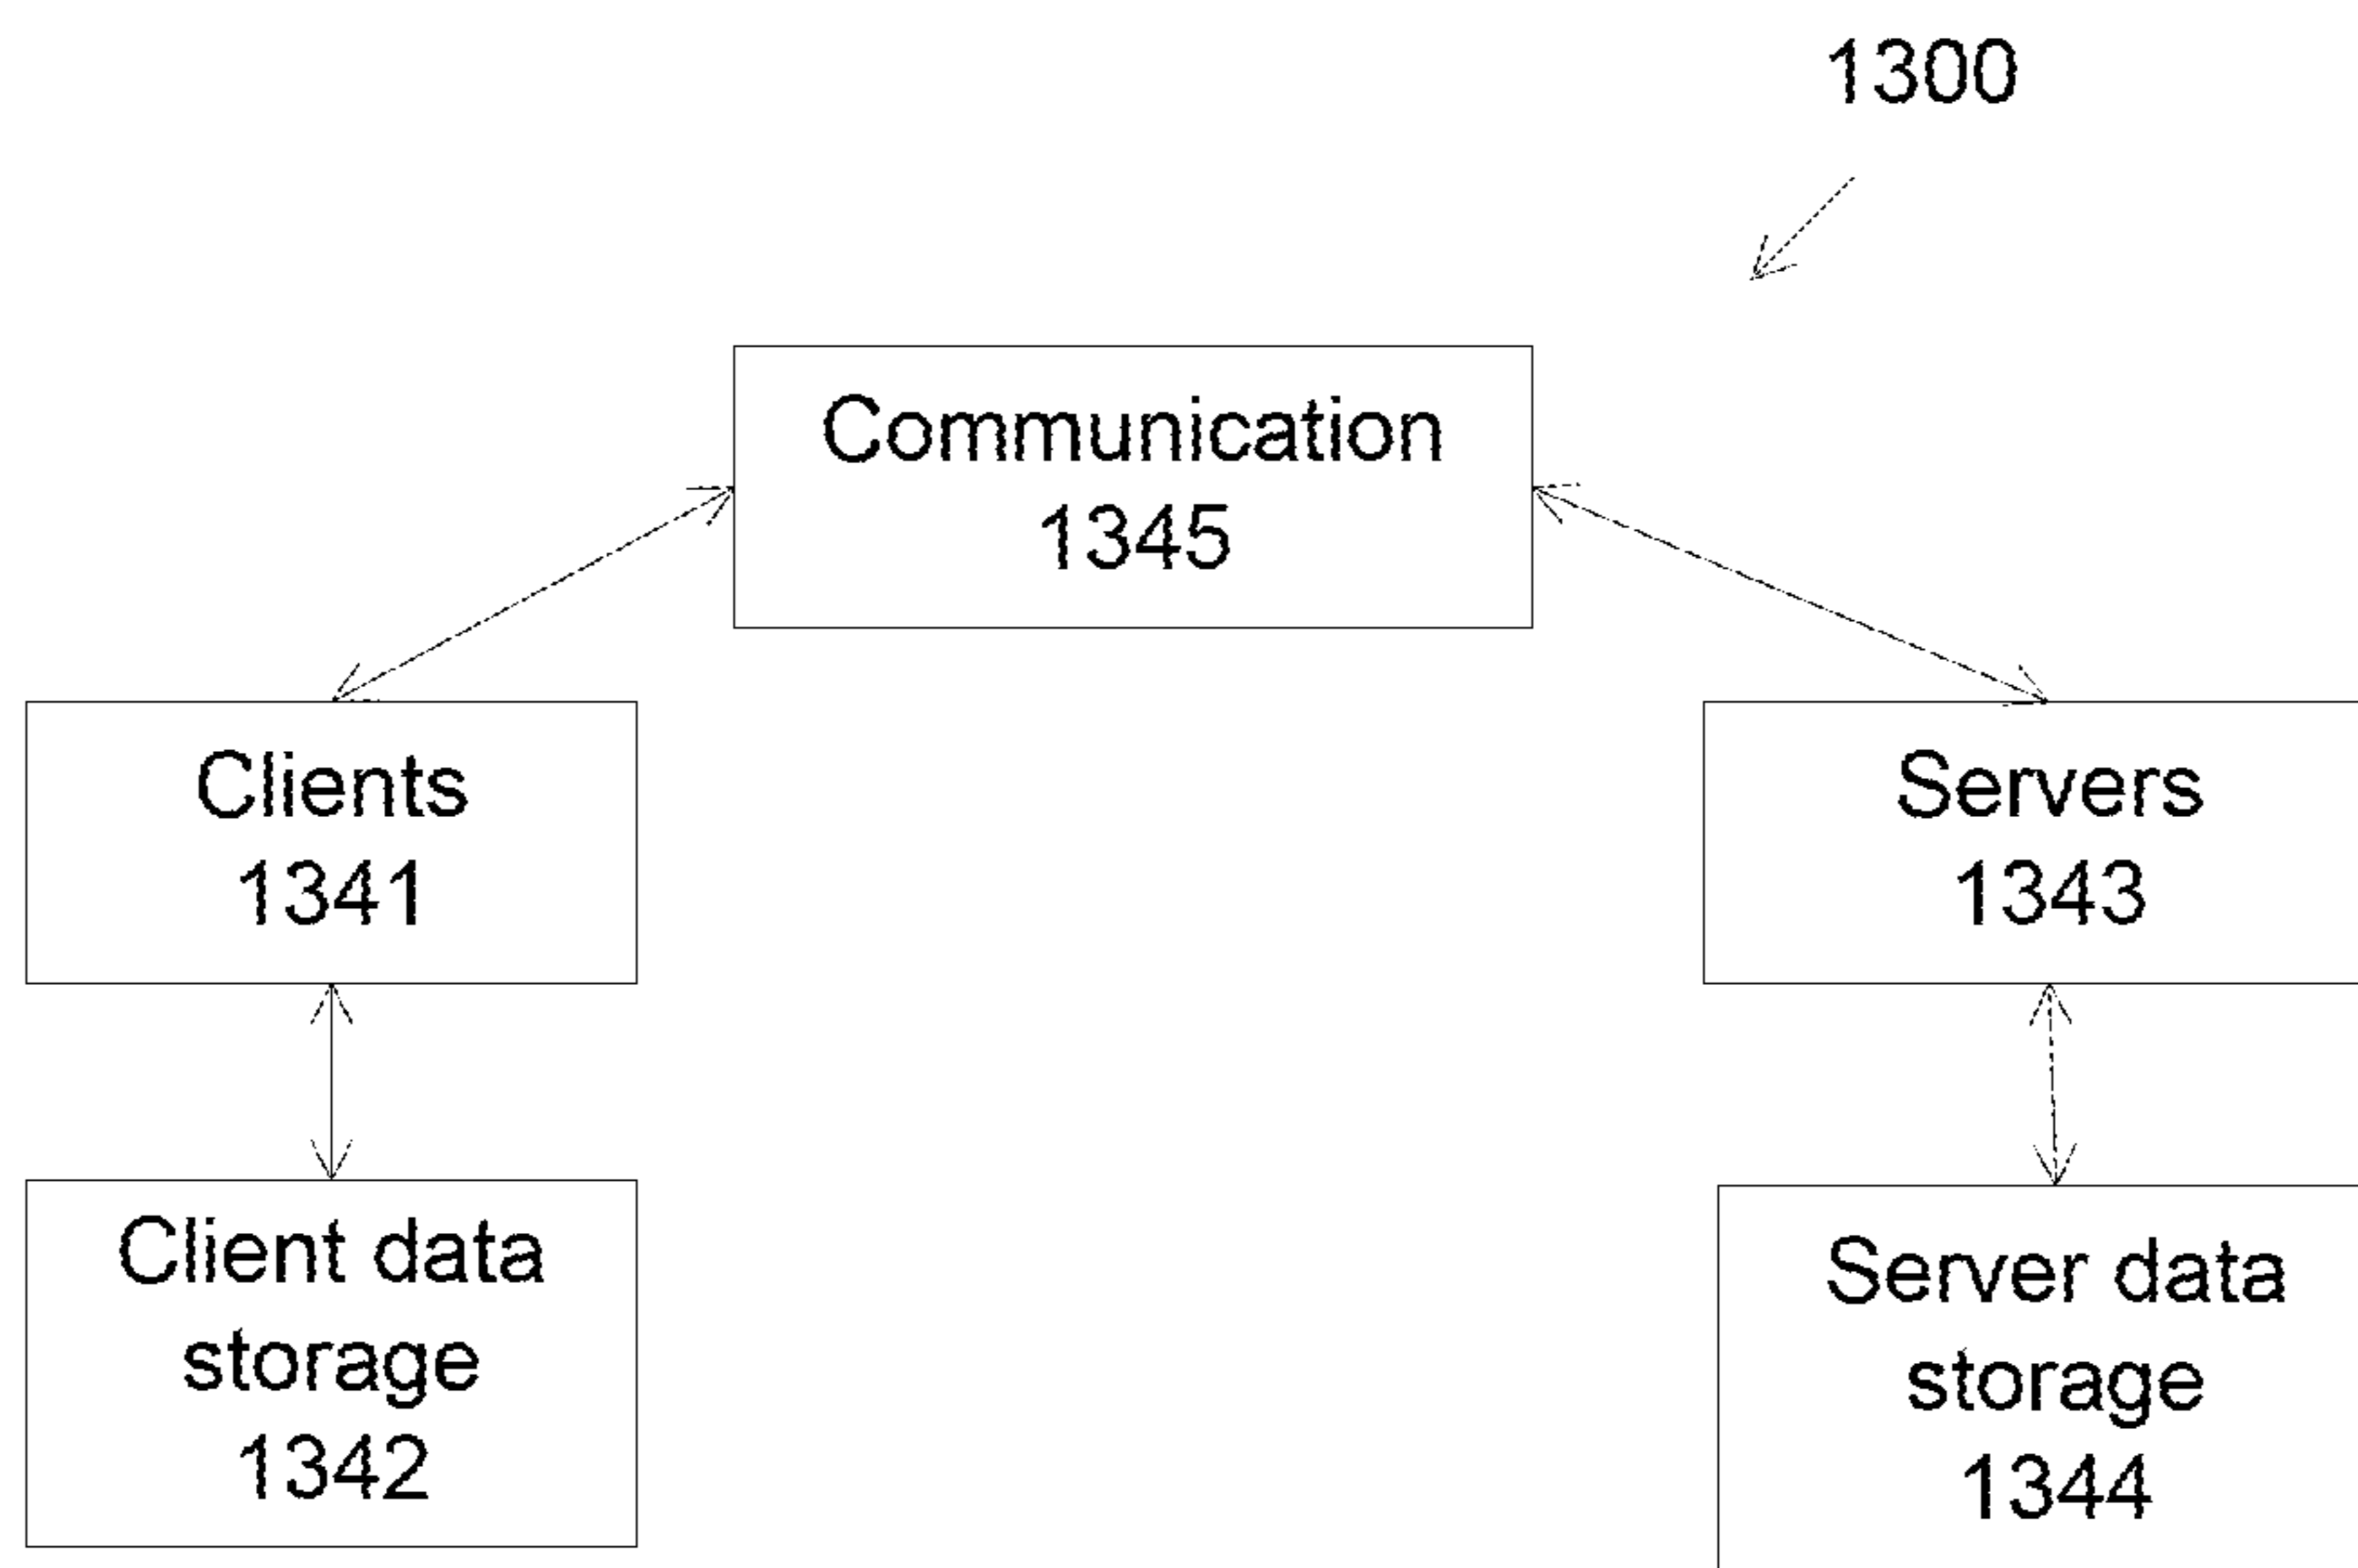 1300
Communication
1345
Clients
1341
Servers
1343
Client data
storage
1342
Server data
storage
1344